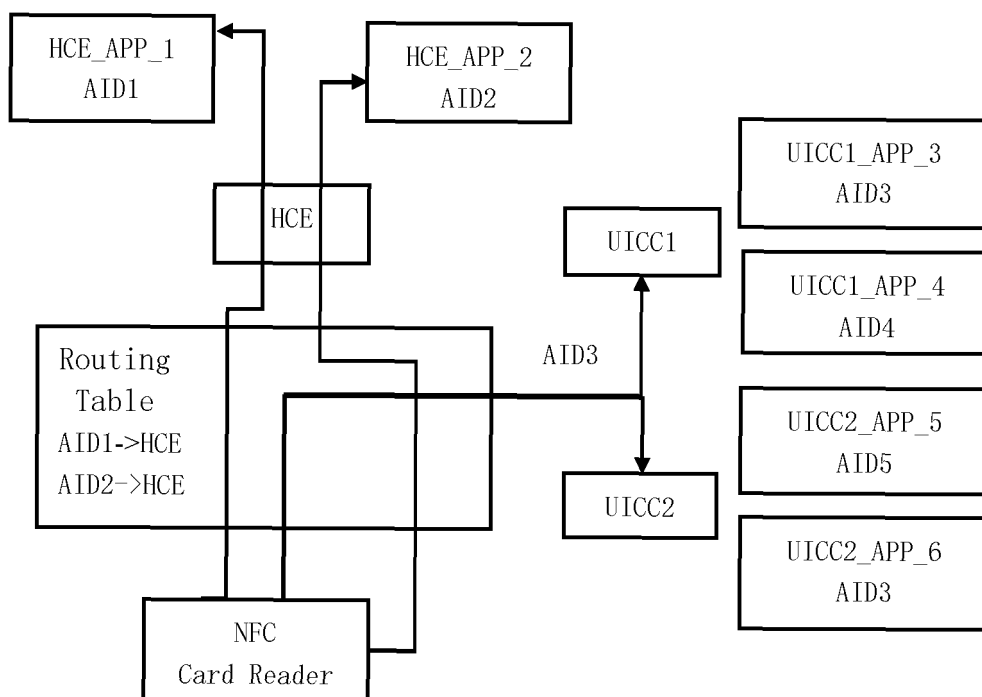 HCE_APP_1
AID1
HCE_APP_2
AID2
UICC1_APP_3
AID3
HCE
UICC1
UICC1_APP_4
AID4
Routing
Table
AID1->HCE
AID2->HCE
AID3
UICC2_APP_5
AID5
UICC2
UICC2_APP_6
AID3
NFC
Card Reader